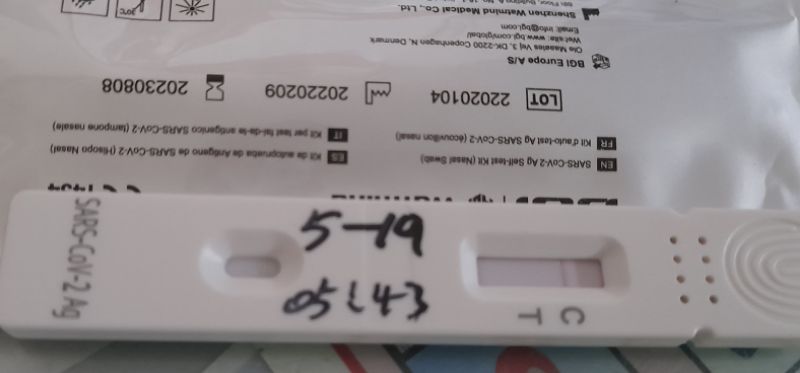 EN SARS-CoV-2 Ag Self-test Kit (Nasal Swab)
ES Kit de autoprueba de Antígeno de SARS-CoV-2 (Hisopo Nasal)
FR Kit d'auto-test Ag SARS-CoV-2 (écouvillon nasal)
IT Kit per test fai-da-te antigenico SARS-CoV-2 (tampone nasale)
LOT 22020104 20220209 20230808
BGI Europe A/S
Ole Vej 3, DK-2200 Copenhagen N, Denmark
site: www.bgi.com/global/
Email: info@bgi.com
Shenzhen Watmind Medical Co., Ltd.
SARS-CoV-2 Ag
5-19
05:43
C
T